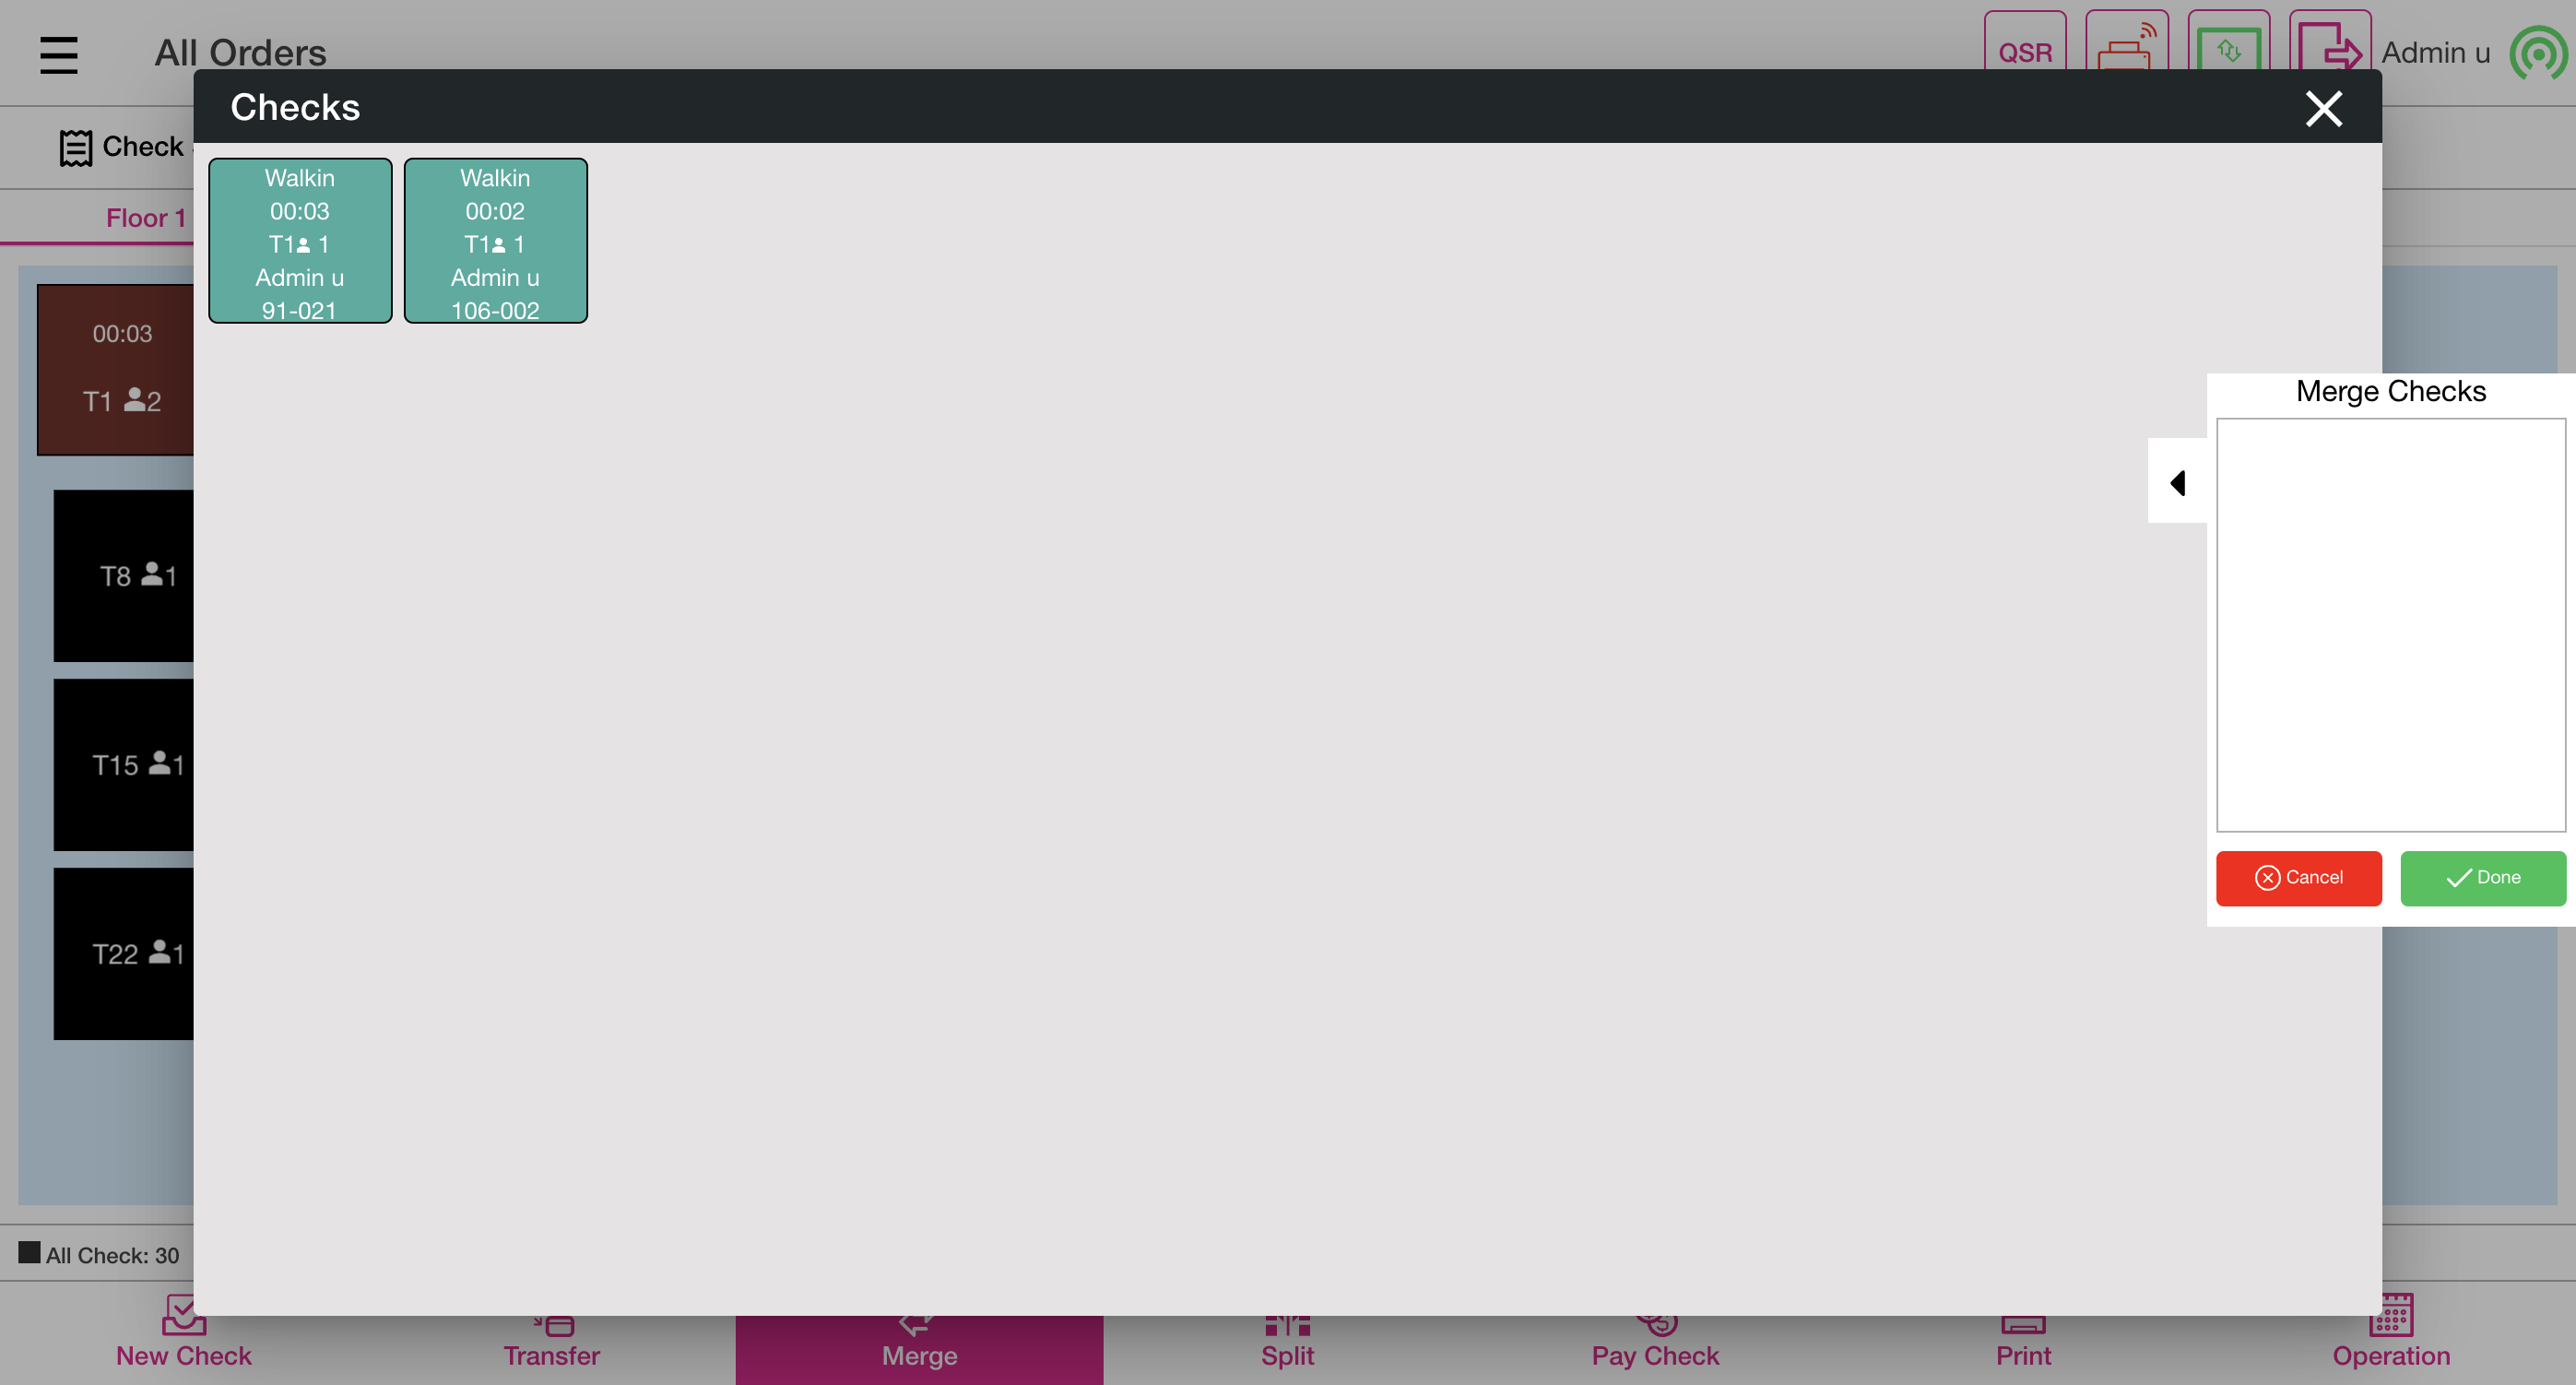 All Orders
QSR
Admin u
Checks
Check
Floor 1
Walkin
00:03
T1 1
Admin u
91-021
Walkin
00:02
T1 1
Admin u
106-002
00:03
T1 2
T8 1
T15 1
T22 1
Merge Checks
Cancel
Done
All Check: 30
New Check
Transfer
Merge
Split
Pay Check
Print
Operation